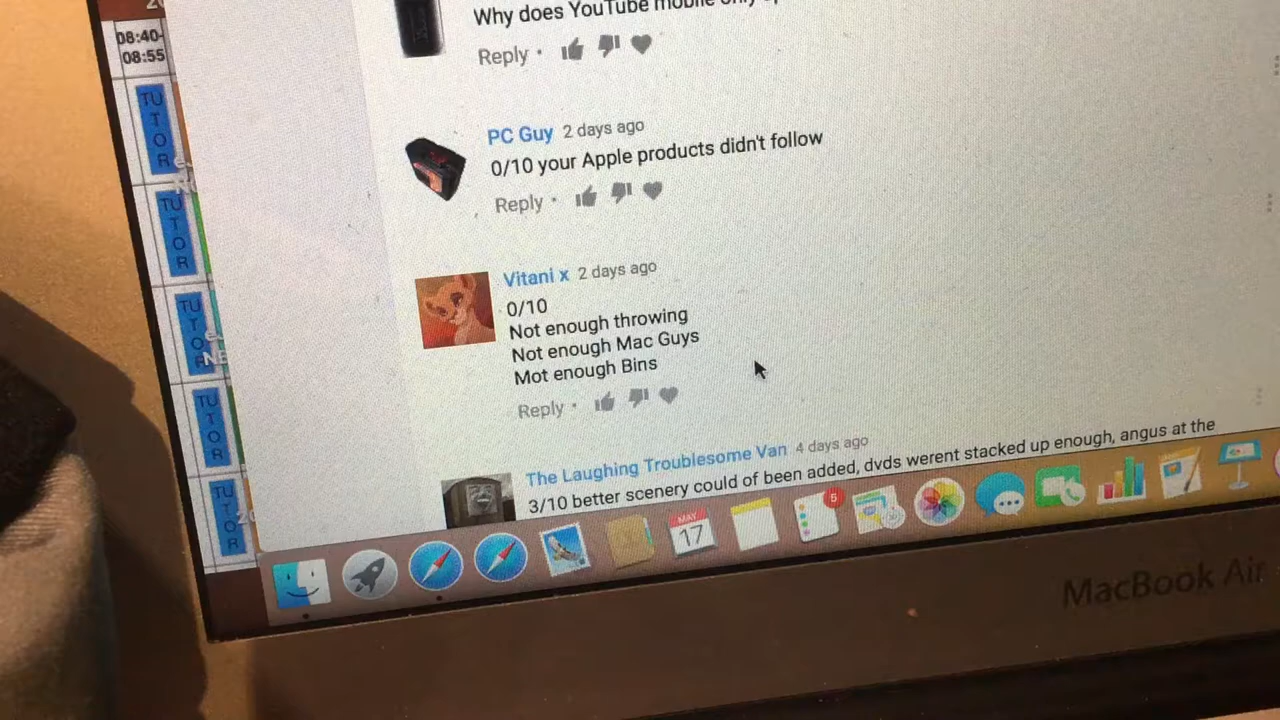 08:40-
08:55
TUTOR
TUTOR
TUTOR
TUTOR
TUTOR
Why does YouTube mobile only
Reply
PC Guy 2 days ago
0/10 your Apple products didn't follow
Reply
Vitani x 2 days ago
0/10
Not enough throwing
Not enough Mac Guys
Mot enough Bins
Reply
The Laughing Troublesome Van 4 days ago
3/10 better scenery could of been added, dvds werent stacked up enough, angus at the
5
MAY
17
MacBook Air